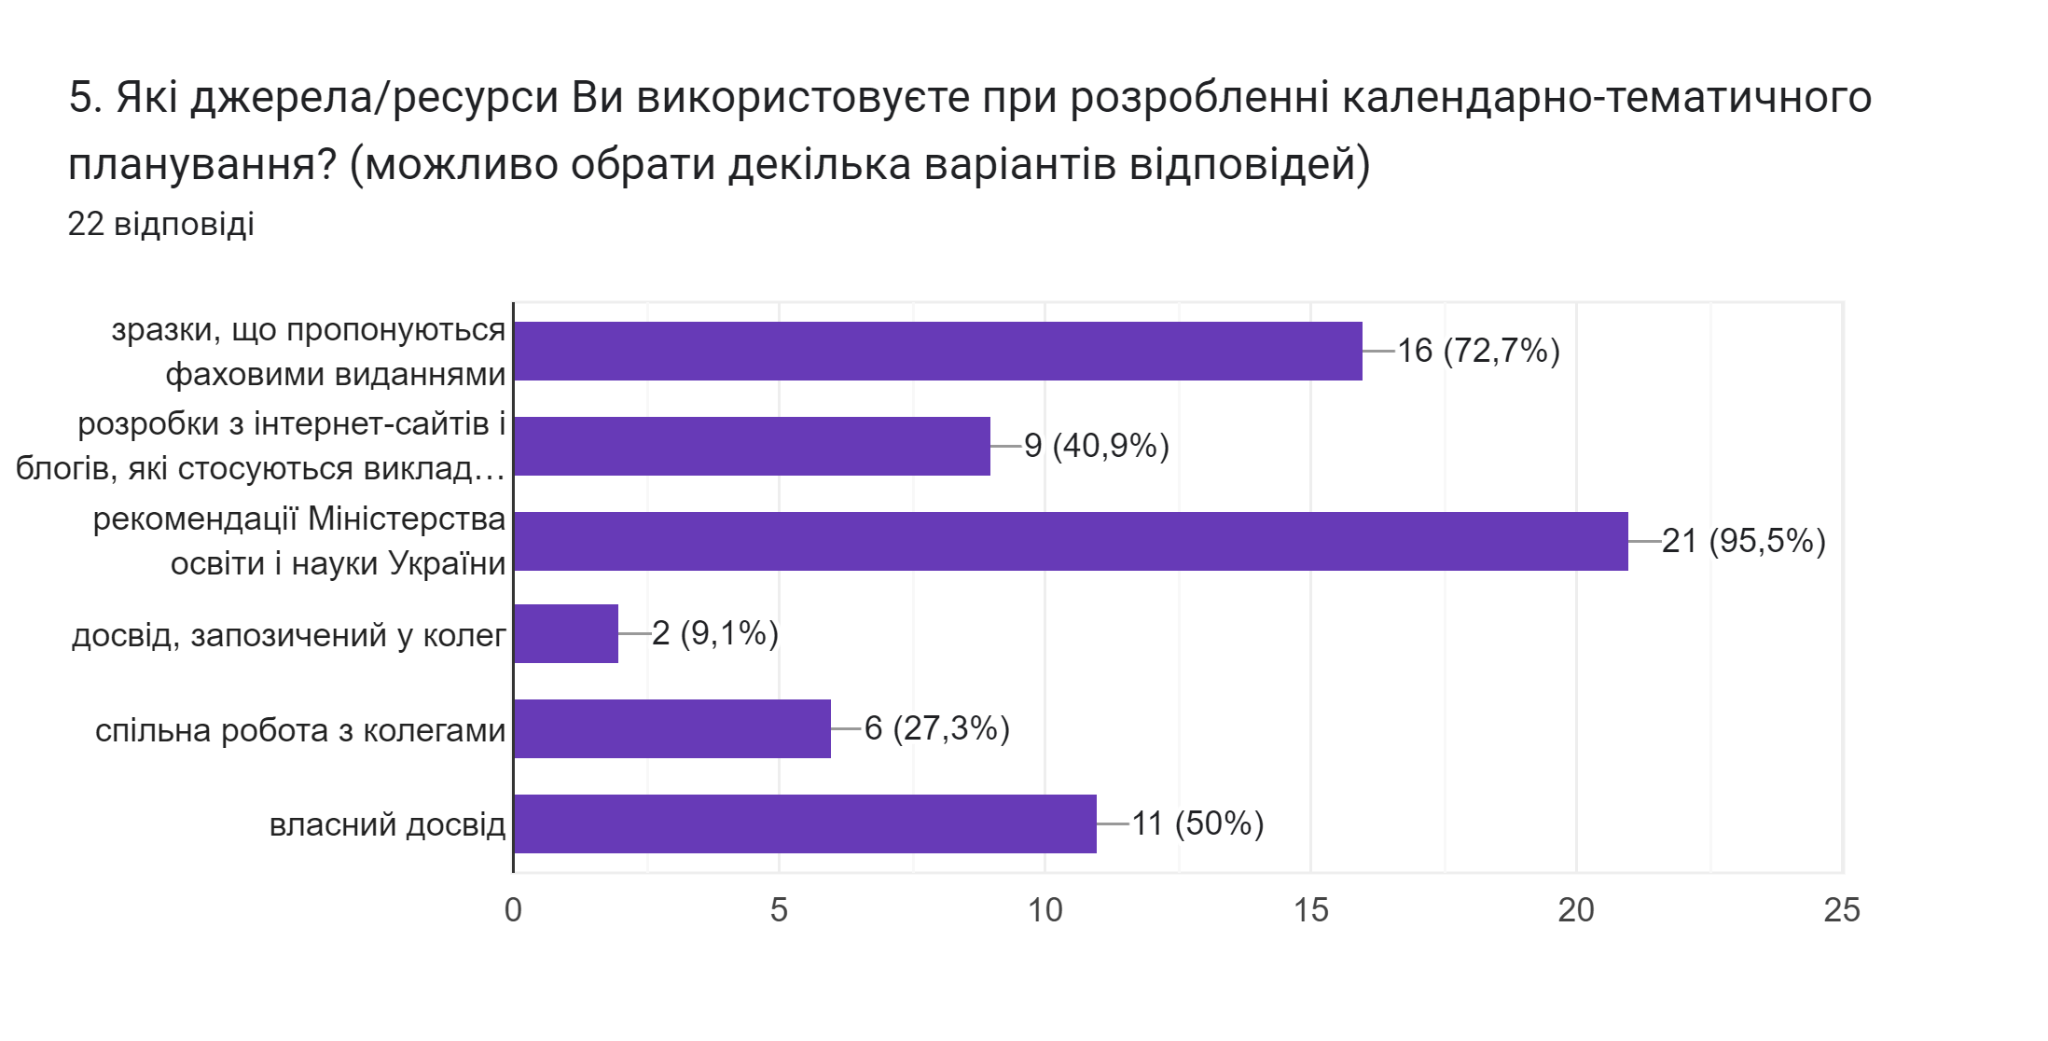 5. Які джерела/ресурси Ви використовуєте при розробленні календарно-тематичного
планування? (можливо обрати декілька варіантів відповідей)
22 відповіді
зразки, що пропонуються
фаховими виданнями
16 (72,7%)
розробки з інтернет-сайтів і
блогів, які стосуються виклад…
9 (40,9%)
рекомендації Міністерства
освіти і науки України
21 (95,5%)
досвід, запозичений у колег
2 (9,1%)
спільна робота з колегами
6 (27,3%)
власний досвід
11 (50%)
0 5 10 15 20 25